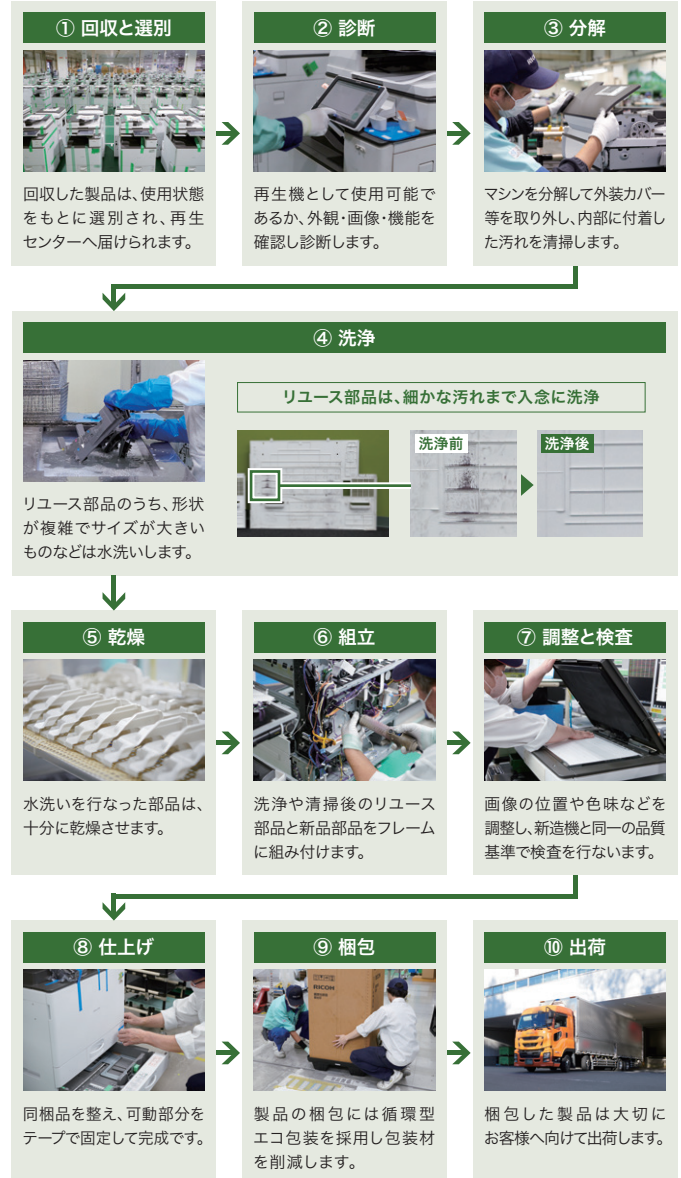 ① 回収と選別
回収した製品は、使用状態
をもとに選別され、再生
センターへ届けられます。
② 診断
再生機として使用可能で
あるか、外観・画像・機能を
確認し診断します。
③ 分解
マシンを分解して外装カバー
等を取り外し、内部に付着し
た汚れを清掃します。
④ 洗浄
リユース部品のうち、形状
が複雑でサイズが大きい
ものなどは水洗いします。
リユース部品は、細かな汚れまで入念に洗浄
洗浄前
洗浄後
⑤ 乾燥
水洗いを行なった部品は、
十分に乾燥させます。
⑥ 組立
洗浄や清掃後のリユース
部品と新品部品をフレーム
に組み付けます。
⑦ 調整と検査
画像の位置や色味などを
調整し、新造機と同一の品質
基準で検査を行ないます。
⑧ 仕上げ
同梱品を整え、可動部分を
テープで固定して完成です。
⑨ 梱包
RICOH
製品の梱包には循環型
エコ包装を採用し包装材
を削減します。
⑩ 出荷
梱包した製品は大切に
お客様へ向けて出荷します。